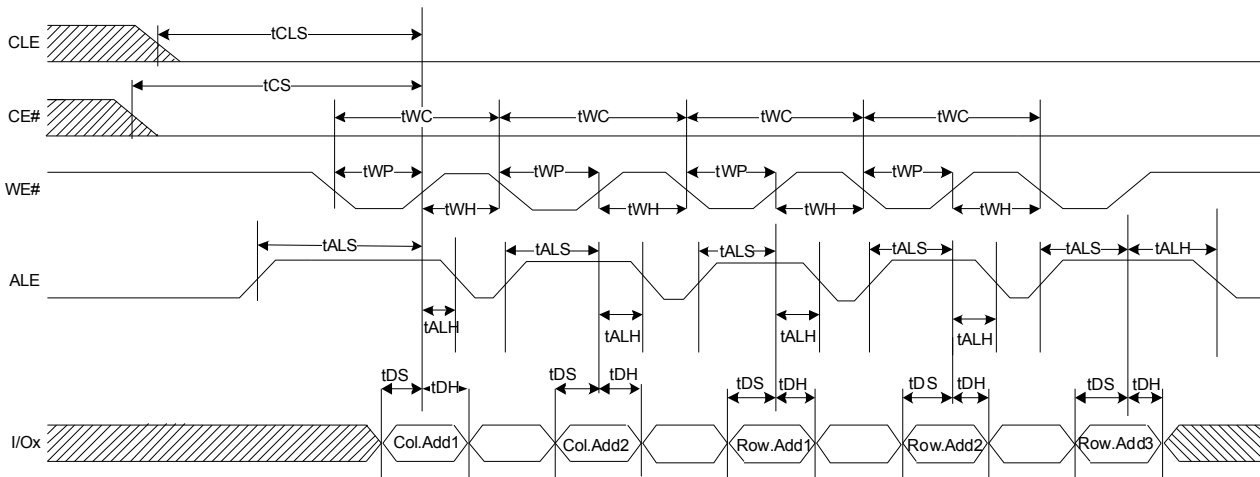 CLE
tCLS
tCS
CE#
tWC tWC tWC tWC
WE#
tWP tWP tWP tWP
tWH tWH tWH tWH
ALE
tALS tALS tALS tALS tALS tALH
tALH tALH tALH tALH
tDS tDH tDS tDH tDS tDH tDS tDH tDS tDH
I/Ox
Col.Add1 Col.Add2 Row.Add1 Row.Add2 Row.Add3